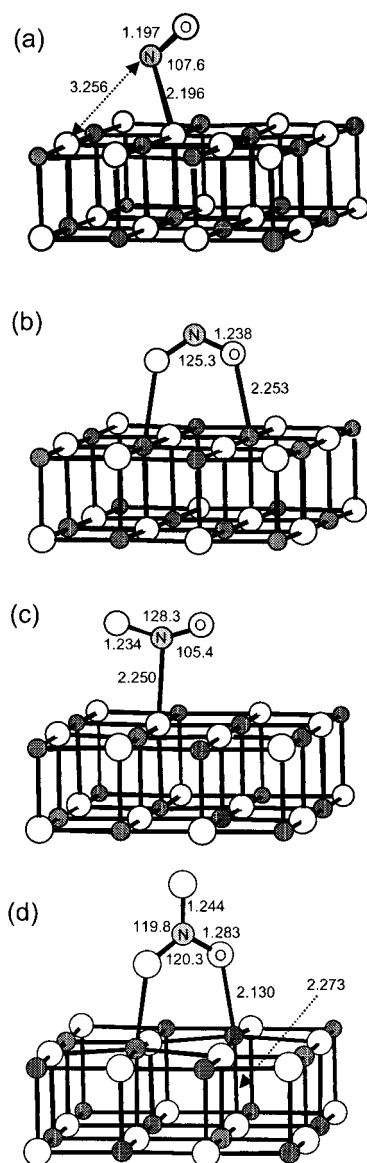 (a)
1.197 O
N
107.6
3.256
2.196
(b)
N 1.238
125.3 O
2.253
(c)
128.3
N O
1.234
105.4
2.250
(d)
1.244
119.8 N 1.283
120.3 O
2.130
2.273